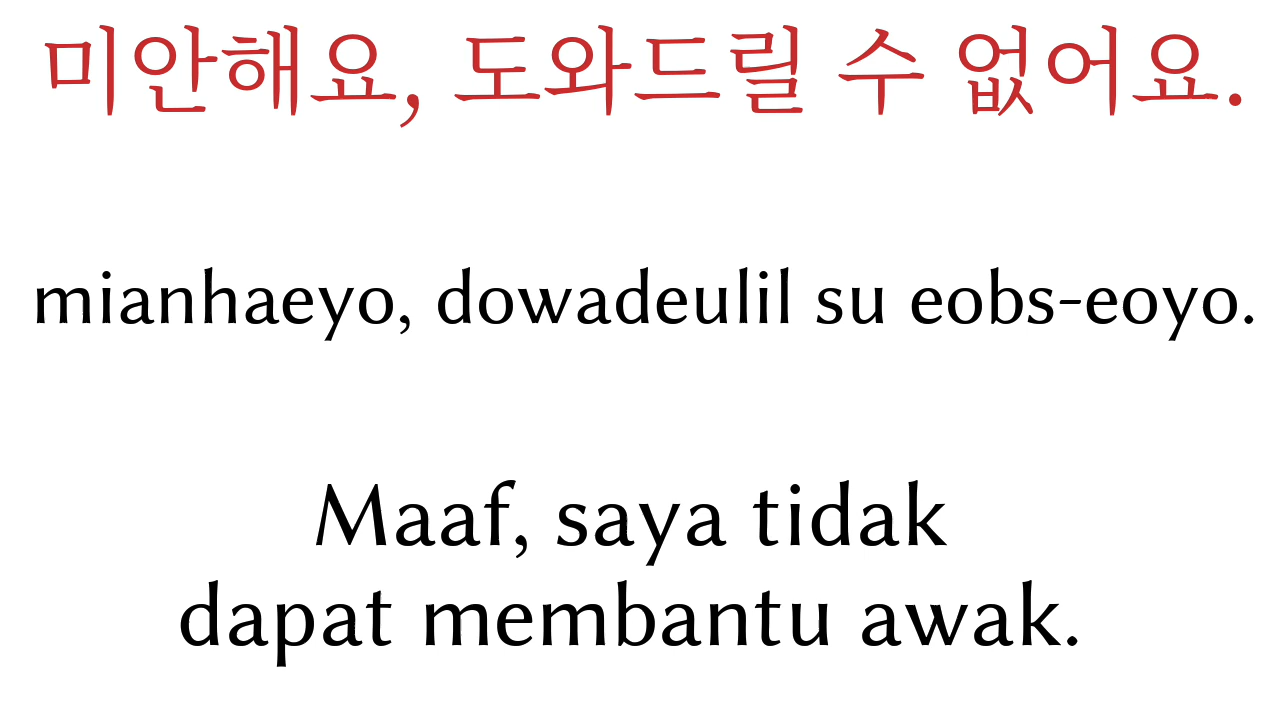 미안해요, 도와드릴 수 없어요.
mianhaeyo, dowadeulil su eobs-eoyo.
Maaf, saya tidak
dapat membantu awak.